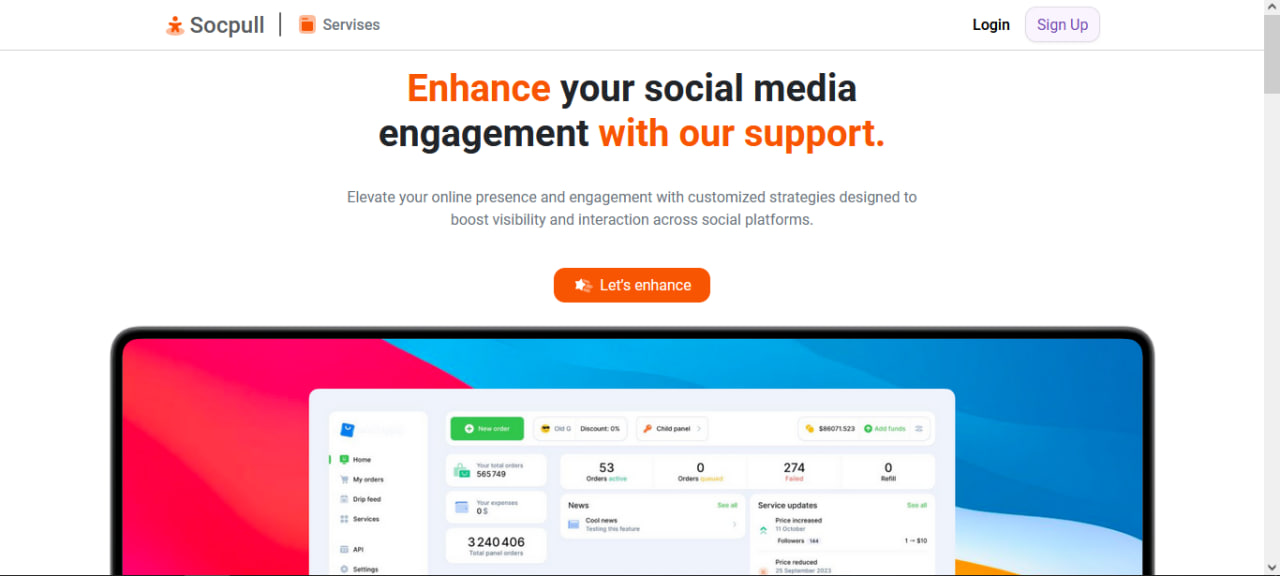 Socpull
Servises
Login
Sign Up
Enhance your social media
engagement with our support.
Elevate your online presence and engagement with customized strategies designed to
boost visibility and interaction across social platforms.
Let's enhance
New order
Old G
Discount: 0%
Child panel
$86071.523
Add funds
Home
My orders
Drip feed
Services
API
Settings
Your total orders
565749
Your expenses
0 $
3240406
Total panel orders
53
Orders active
0
Orders queued
274
Failed
0
Refill
News
See all
Cool news
Testing this feature
Service updates
See all
Price increased
11 October
Followers 144
1 → $10
Price reduced
25 September 2023